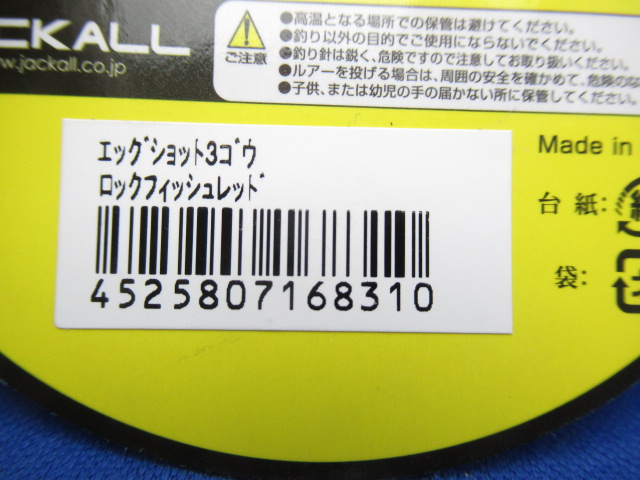 JACKALL
www.jackall.co.jp
ご注意
●高温となる場所での保管は避けてください。
●釣り以外の目的でご使用にならないでください。
●釣り針は鋭く、危険ですので注意してお取り扱いください。
●ルアーを投げる場合は、周囲の安全を確かめて、危険のな
●子供、または幼児の手の届かない所に保管してください。
ｴｯｸﾞｼｮｯﾄ3ｺﾞｳ
ﾛｯｸﾌｨｯｼｭﾚｯﾄﾞ
4525807168310
Made in
台紙:
袋: